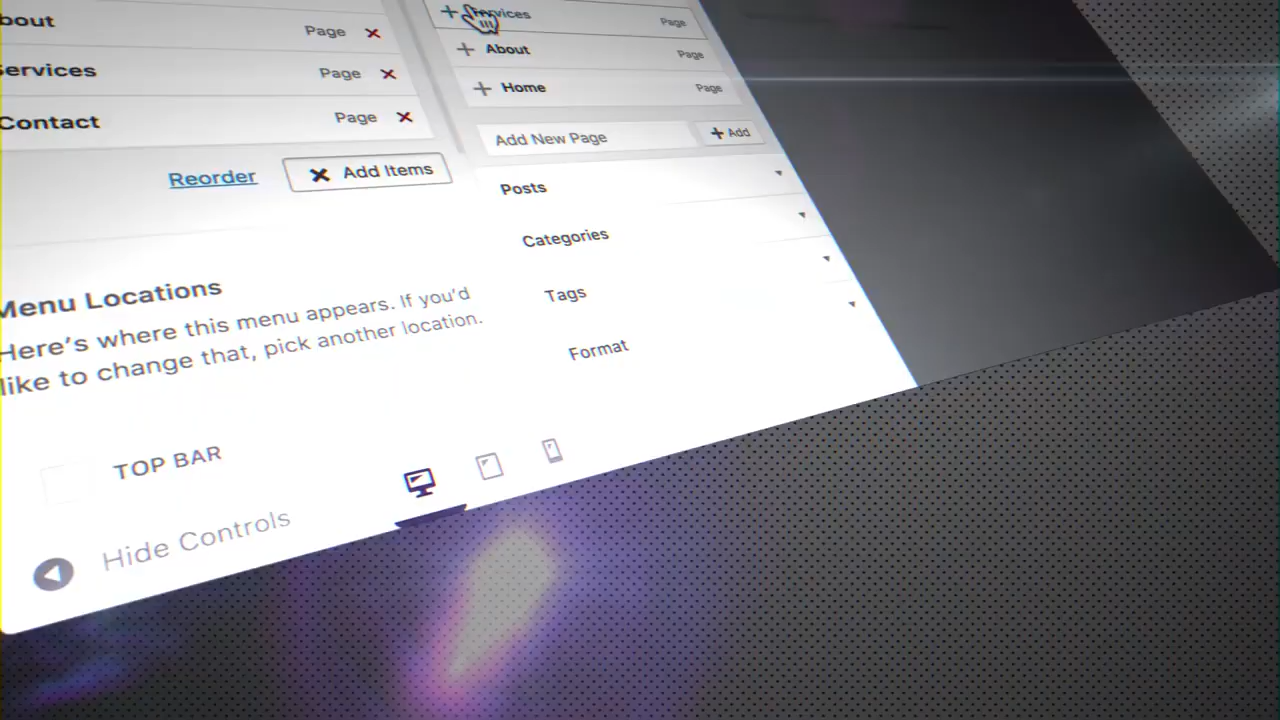 bout Page
ervices Page
Contact Page
Reorder Add Items
Menu Locations
Here's where this menu appears. If you'd
like to change that, pick another location.
TOP BAR
Hide Controls
Services Page
About Page
Home Page
Add New Page Add
Posts
Categories
Tags
Format